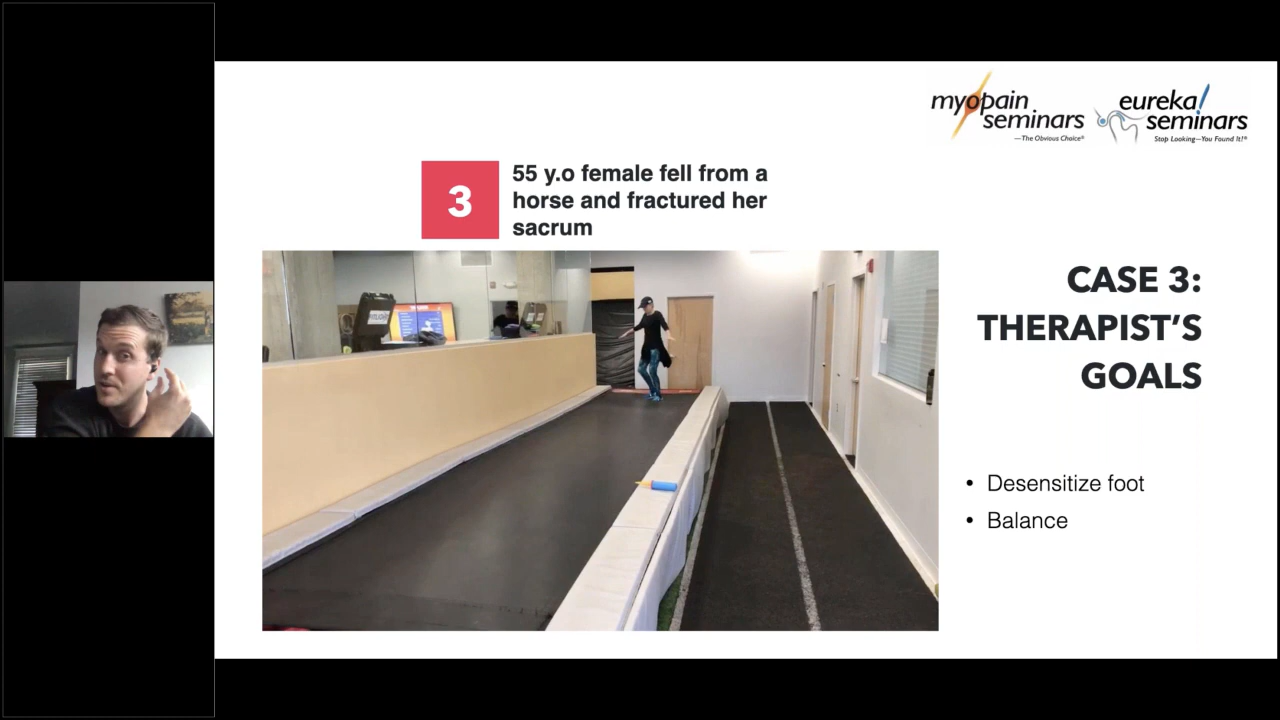 myopain
seminars
—The Obvious Choice®
eureka!
seminars
Stop Looking—You Found It!®
3
55 y.o female fell from a
horse and fractured her
sacrum
CASE 3:
THERAPIST’S
GOALS
• Desensitize foot
• Balance